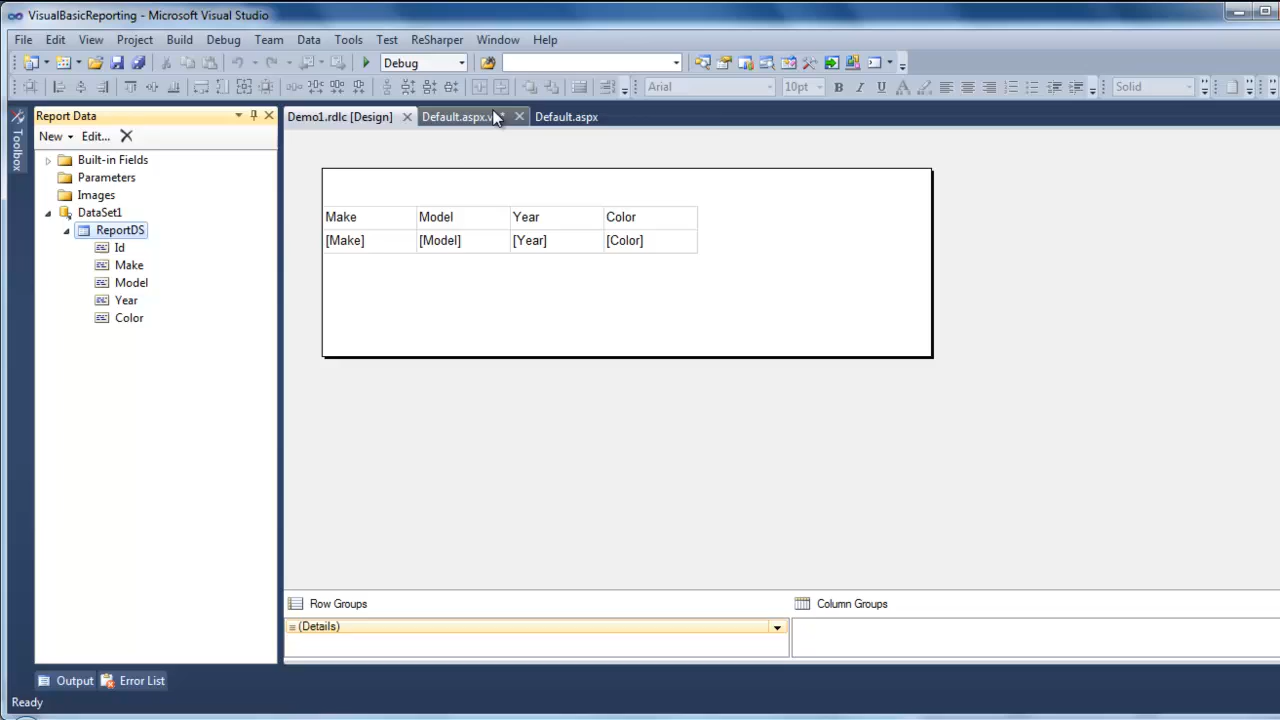 VisualBasicReporting - Microsoft Visual Studio
File Edit View Project Build Debug Team Data Tools Test ReSharper Window Help
Debug
Arial 10pt B I U A Solid
Toolbox
Report Data
New Edit...
Built-in Fields
Parameters
Images
DataSet1
ReportDS
Id
Make
Model
Year
Color
Demo1.rdlc [Design] Default.aspx Default.aspx
Make Model Year Color
[Make] [Model] [Year] [Color]
Row Groups Column Groups
(Details)
Output Error List
Ready